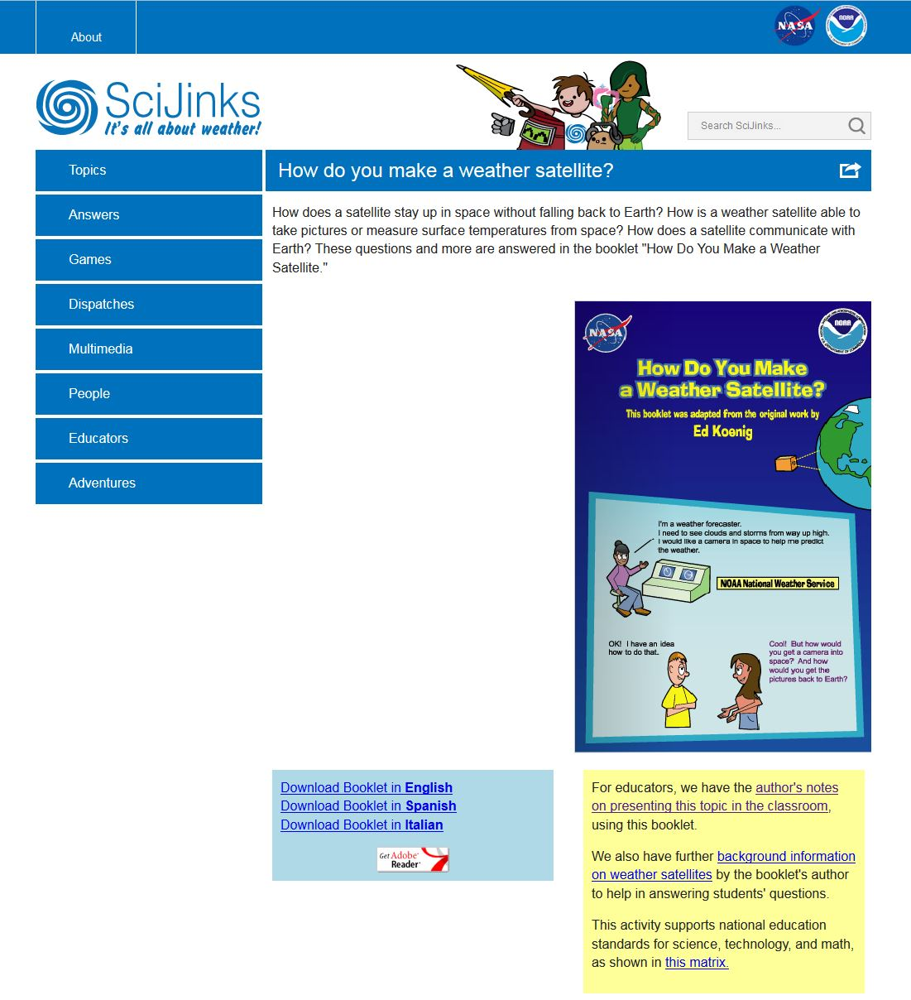 About
NASA
NOAA
SciJinks
It's all about weather!
Search SciJinks...
Topics
Answers
Games
Dispatches
Multimedia
People
Educators
Adventures
How do you make a weather satellite?
How does a satellite stay up in space without falling back to Earth? How is a weather satellite able to
take pictures or measure surface temperatures from space? How does a satellite communicate with
Earth? These questions and more are answered in the booklet "How Do You Make a Weather
Satellite."
NASA
NOAA
How Do You Make
a Weather Satellite?
This booklet was adapted from the original work by
Ed Koenig
I'm a weather forecaster.
I need to see clouds and storms from way up high.
I would like a camera in space to help me predict
the weather.
NOAA National Weather Service
OK! I have an idea
how to do that.
Cool! But how would
you get a camera into
space? And how
would you get the
pictures back to Earth?
Download Booklet in English
Download Booklet in Spanish
Download Booklet in Italian
Get Adobe
Reader
For educators, we have the author's notes
on presenting this topic in the classroom,
using this booklet.
We also have further background information
on weather satellites by the booklet's author
to help in answering students' questions.
This activity supports national education
standards for science, technology, and math,
as shown in this matrix.